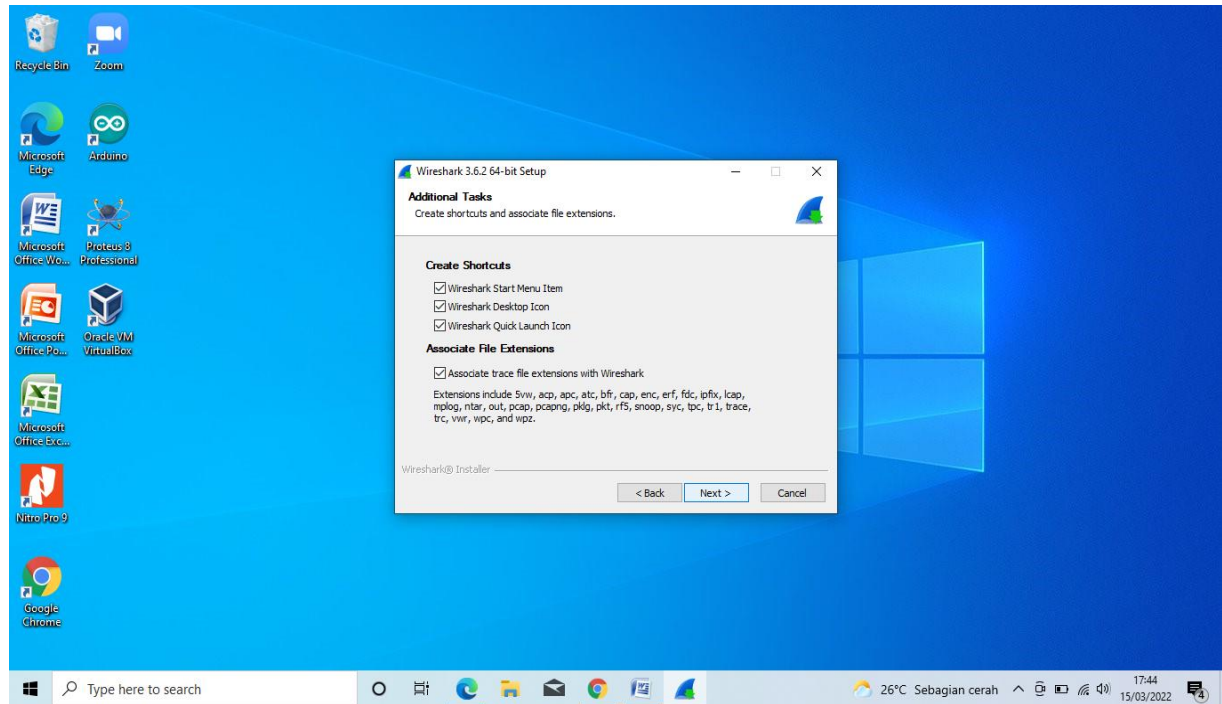 Recycle Bin
Zoom
Microsoft
Edge
Arduino
Microsoft
Office Wo...
Proteus 8
Professional
Microsoft
Office Po...
Oracle VM
VirtualBox
Microsoft
Office Exc...
Nitro Pro 9
Google
Chrome
Wireshark 3.6.2 64-bit Setup
Additional Tasks
Create shortcuts and associate file extensions.
Create Shortcuts
Wireshark Start Menu Item
Wireshark Desktop Icon
Wireshark Quick Launch Icon
Associate File Extensions
Associate trace file extensions with Wireshark
Extensions include 5vw, acp, apc, atc, bfr, cap, enc, erf, fdc, ipfix, lcap,
mplog, ntar, out, pcap, pcapng, pklg, pkt, rf5, snoop, syc, tpc, tr1, trace,
trc, vwr, wpc, and wpz.
Wireshark® Installer
< Back Next > Cancel
Type here to search
26°C Sebagian cerah
17:44
15/03/2022
4